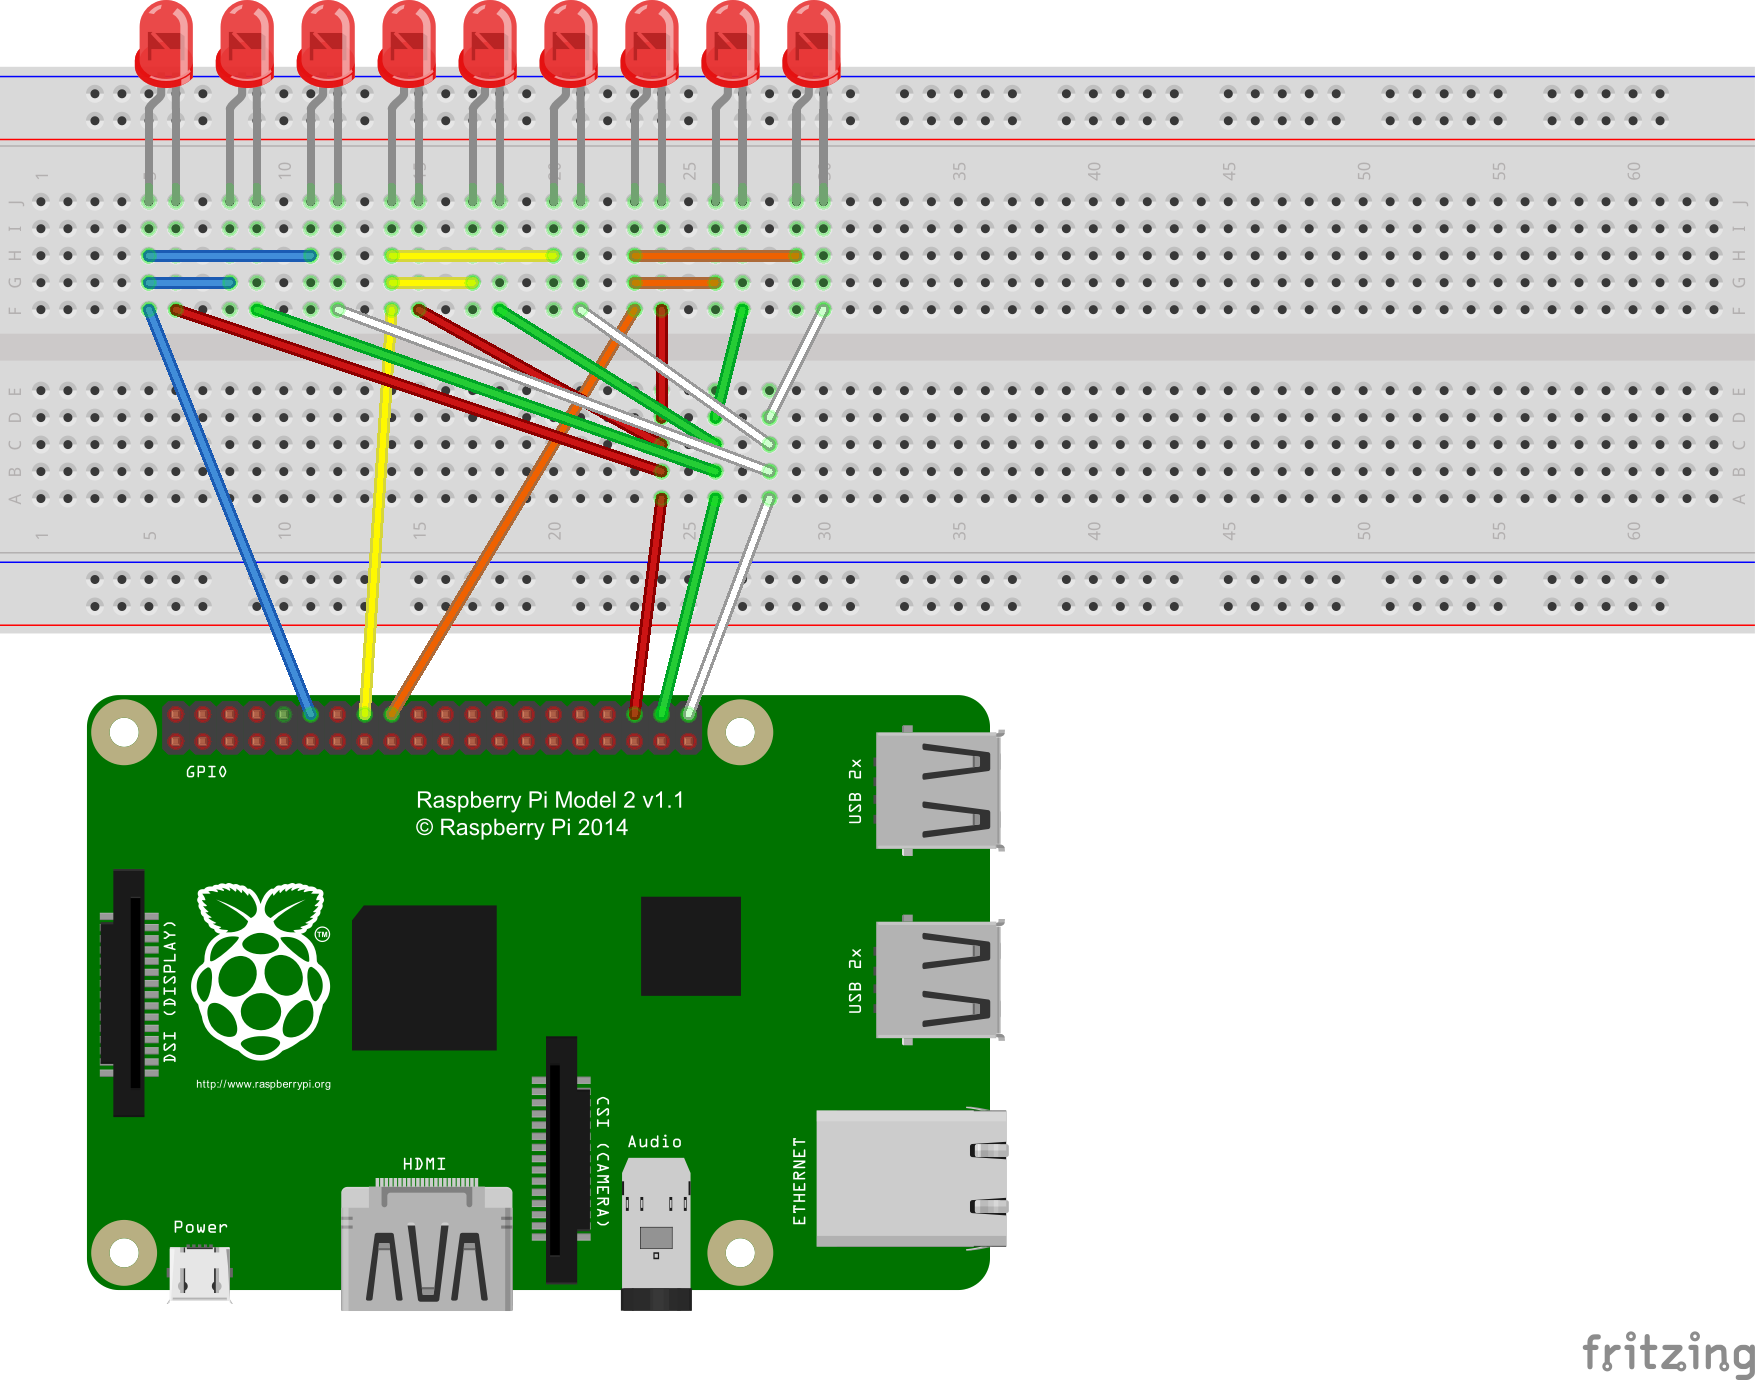 1 5 10 15 20 25 30 35 40 45 50 55 60
J J
I I
H H
G G
F F
E E
D D
C C
B B
A A
1 5 10 15 20 25 30 35 40 45 50 55 60
GPIO
Raspberry Pi Model 2 v1.1
© Raspberry Pi 2014
USB 2x
DSI (DISPLAY)
TM
USB 2x
http://www.raspberrypi.org
CSI (CAMERA)
Audio
ETHERNET
HDMI
Power
fritzing